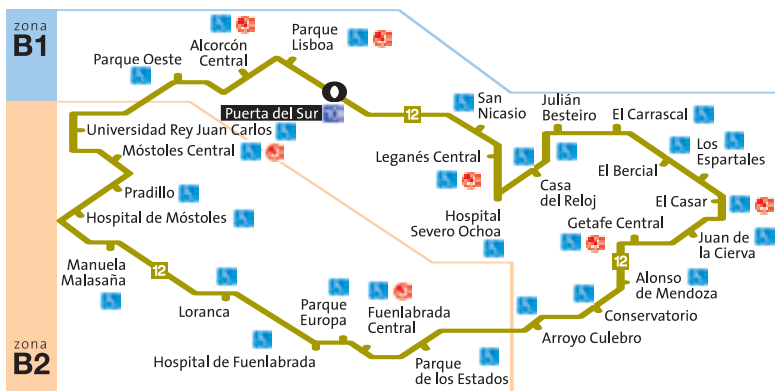 zona
B1
Parque Oeste
Alcorcón
Central
Parque
Lisboa
Puerta del Sur
12
San
Nicasio
Julián
Besteiro
El Carrascal
Los
Espartales
Universidad Rey Juan Carlos
Móstoles Central
Leganés Central
El Bercial
Casa
del Reloj
El Casar
Pradillo
Hospital de Móstoles
Hospital
Severo Ochoa
Getafe Central
Juan de
la Cierva
Manuela
Malasaña
12
12
Alonso
de Mendoza
Loranca
Parque
Europa
Fuenlabrada
Central
Conservatorio
Arroyo Culebro
Hospital de Fuenlabrada
Parque
de los Estados
zona
B2